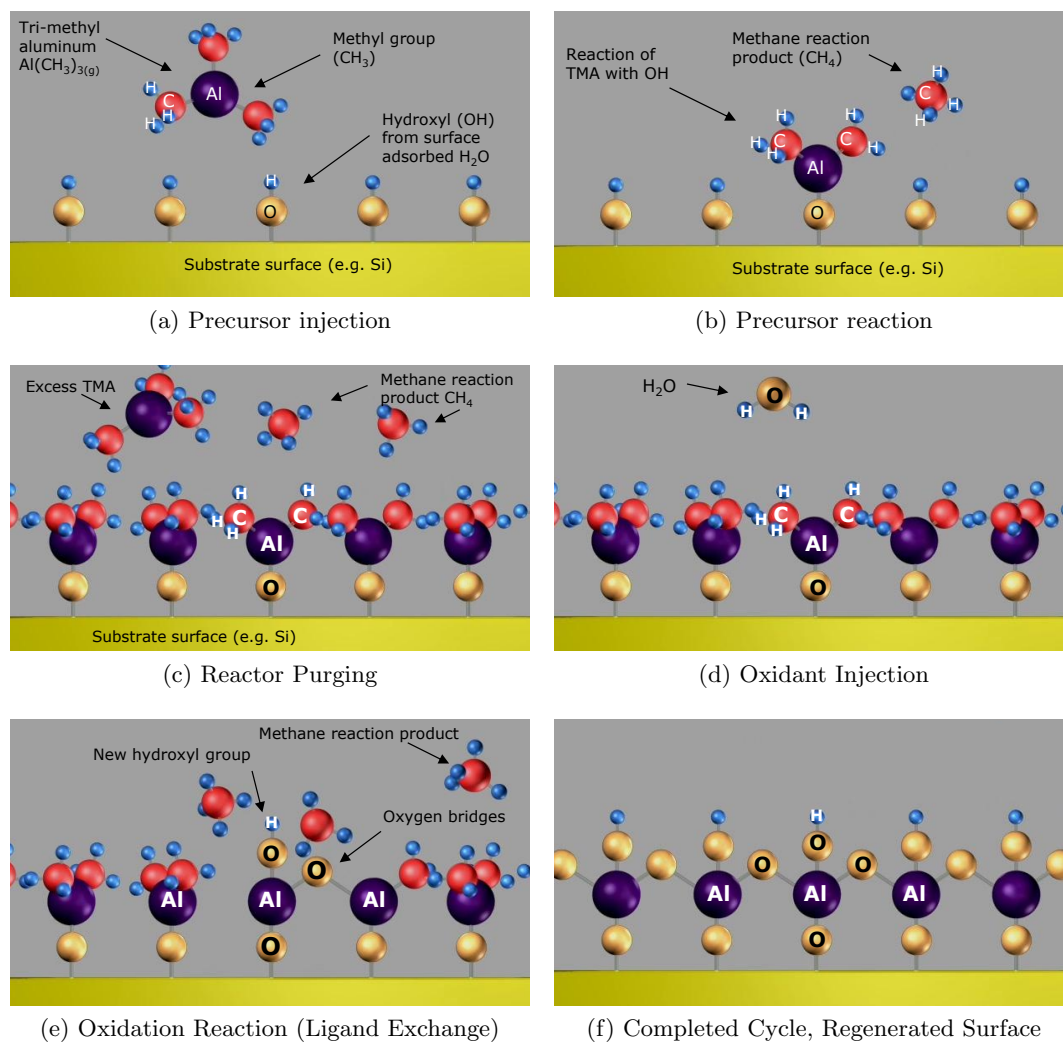 Tri-methyl
aluminum
Al(CH₃)₃₍g₎
Methyl group
(CH₃)
Al
H
C
H
H
Hydroxyl (OH)
from surface
adsorbed H₂O
H
O
Substrate surface (e.g. Si)
(a) Precursor injection
Methane reaction
product (CH₄)
Reaction of
TMA with OH
H
C
H
H
H
H
C
H
H
C
H
H
Al
O
Substrate surface (e.g. Si)
(b) Precursor reaction
Excess TMA
Methane reaction
product CH₄
H
H
C
C
H
H
Al
O
Substrate surface (e.g. Si)
(c) Reactor Purging
H₂O
O
H
H
H
H
C
C
H
H
Al
O
(d) Oxidant Injection
Methane reaction product
New hydroxyl group
Oxygen bridges
H
O
O
Al
Al
Al
O
(e) Oxidation Reaction (Ligand Exchange)
H
O
O
O
Al
Al
Al
O
(f) Completed Cycle, Regenerated Surface